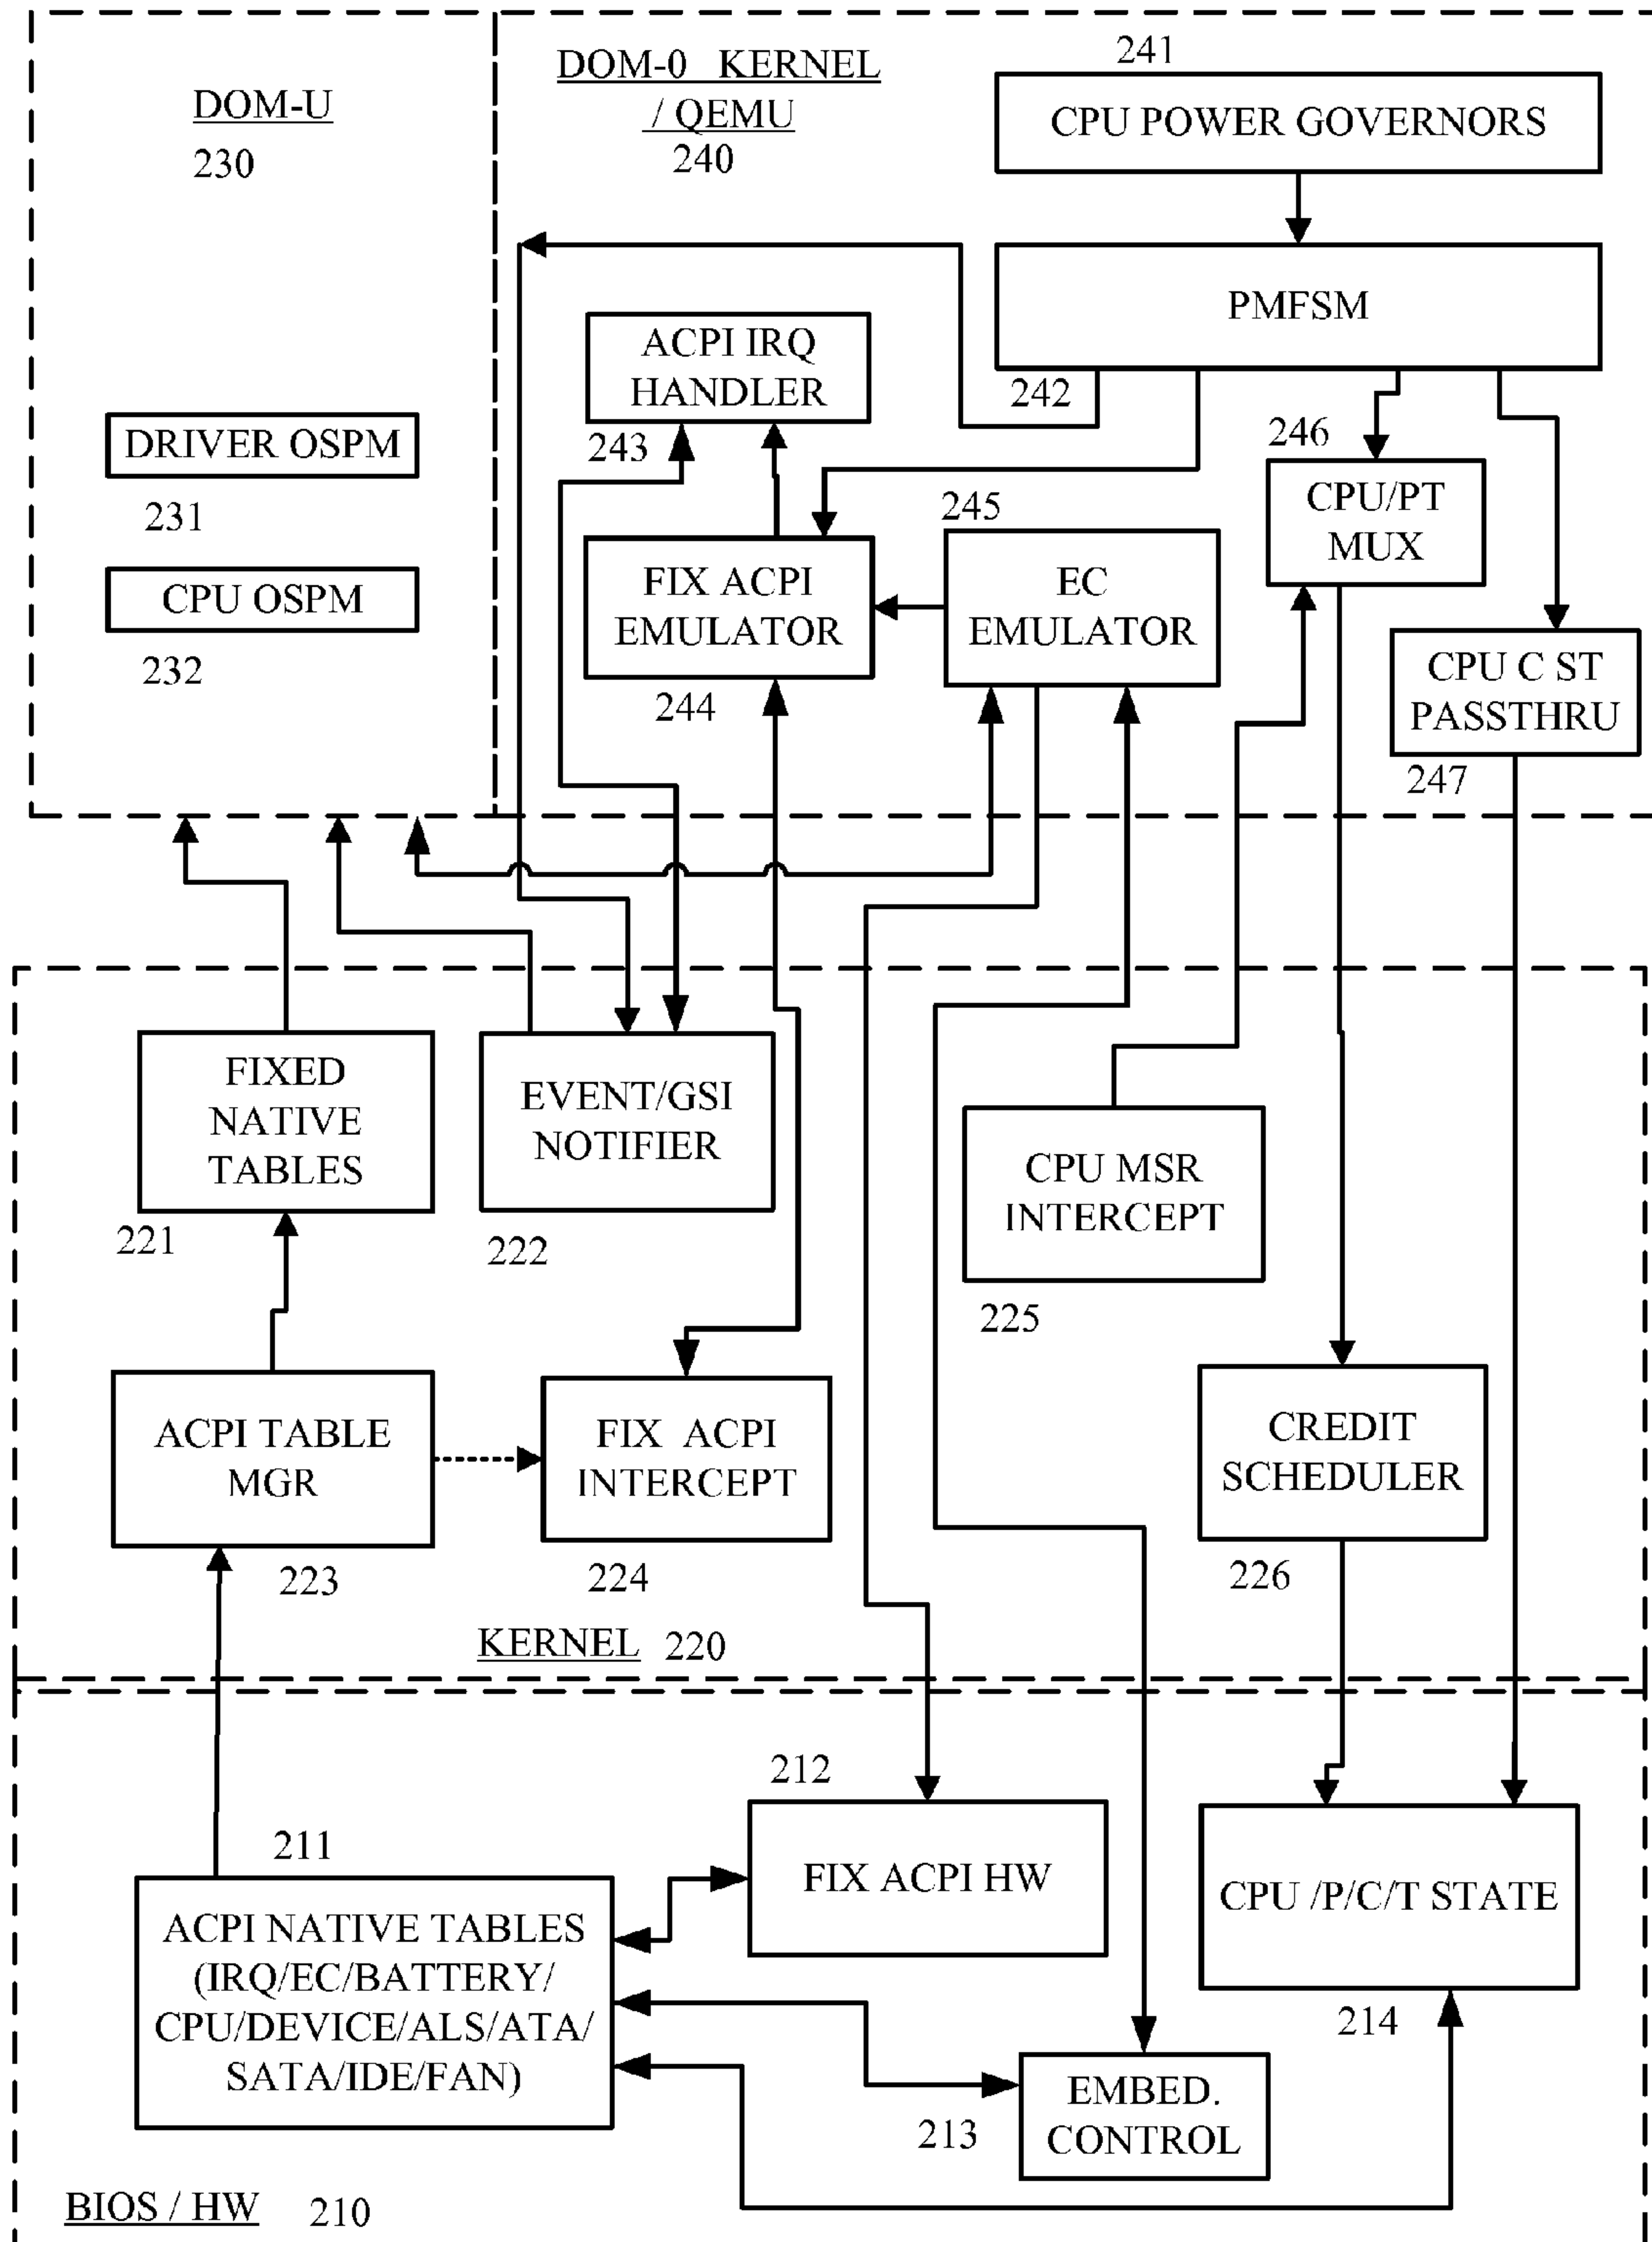 DOM-U
230
DOM-0 KERNEL
/ QEMU
240
241
CPU POWER GOVERNORS
PMFSM
242
ACPI IRQ
HANDLER
243
DRIVER OSPM
231
CPU OSPM
232
FIX ACPI
EMULATOR
244
245
EC
EMULATOR
246
CPU/PT
MUX
CPU C ST
PASSTHRU
247
FIXED
NATIVE
TABLES
221
EVENT/GSI
NOTIFIER
222
CPU MSR
INTERCEPT
225
ACPI TABLE
MGR
223
FIX ACPI
INTERCEPT
224
CREDIT
SCHEDULER
226
KERNEL 220
212
FIX ACPI HW
211
ACPI NATIVE TABLES
(IRQ/EC/BATTERY/
CPU/DEVICE/ALS/ATA/
SATA/IDE/FAN)
CPU /P/C/T STATE
214
213
EMBED.
CONTROL
BIOS / HW 210